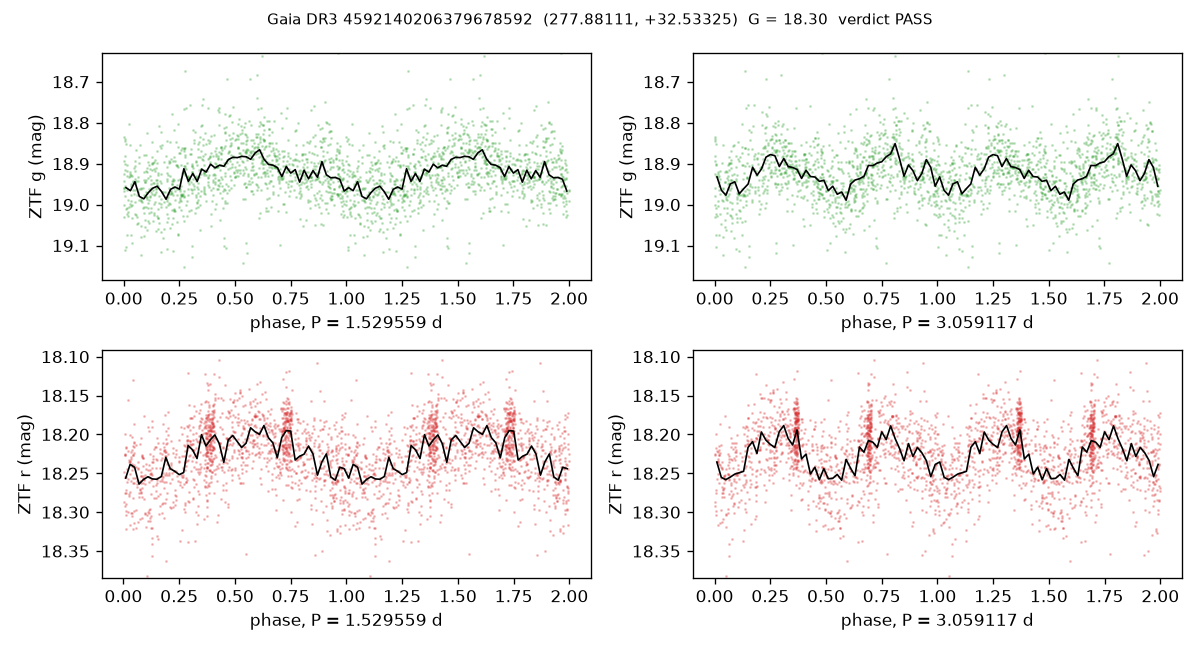 Gaia DR3 4592140206379678592 (277.88111, +32.53325) G = 18.30 verdict PASS
ZTF g (mag)
18.7
18.8
18.9
19.0
19.1
0.00 0.25 0.50 0.75 1.00 1.25 1.50 1.75 2.00
phase, P = 1.529559 d
ZTF g (mag)
18.7
18.8
18.9
19.0
19.1
0.00 0.25 0.50 0.75 1.00 1.25 1.50 1.75 2.00
phase, P = 3.059117 d
ZTF r (mag)
18.10
18.15
18.20
18.25
18.30
18.35
0.00 0.25 0.50 0.75 1.00 1.25 1.50 1.75 2.00
phase, P = 1.529559 d
ZTF r (mag)
18.10
18.15
18.20
18.25
18.30
18.35
0.00 0.25 0.50 0.75 1.00 1.25 1.50 1.75 2.00
phase, P = 3.059117 d